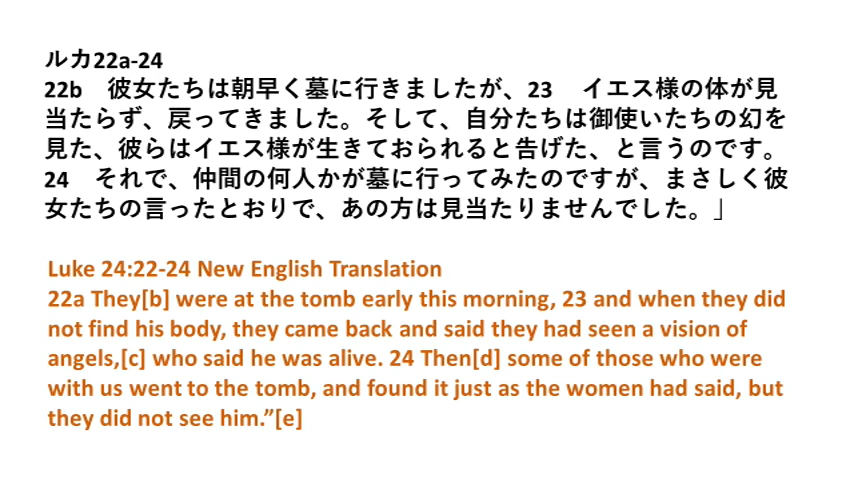 ルカ22a-24
22b　彼女たちは朝早く墓に行きましたが、23　イエス様の体が見
当たらず、戻ってきました。そして、自分たちは御使いたちの幻を
見た、彼らはイエス様が生きておられると告げた、と言うのです。
24　それで、仲間の何人かが墓に行ってみたのですが、まさしく彼
女たちの言ったとおりで、あの方は見当たりませんでした。」
Luke 24:22-24 New English Translation
22a They[b] were at the tomb early this morning, 23 and when they did
not find his body, they came back and said they had seen a vision of
angels,[c] who said he was alive. 24 Then[d] some of those who were
with us went to the tomb, and found it just as the women had said, but
they did not see him.”[e]